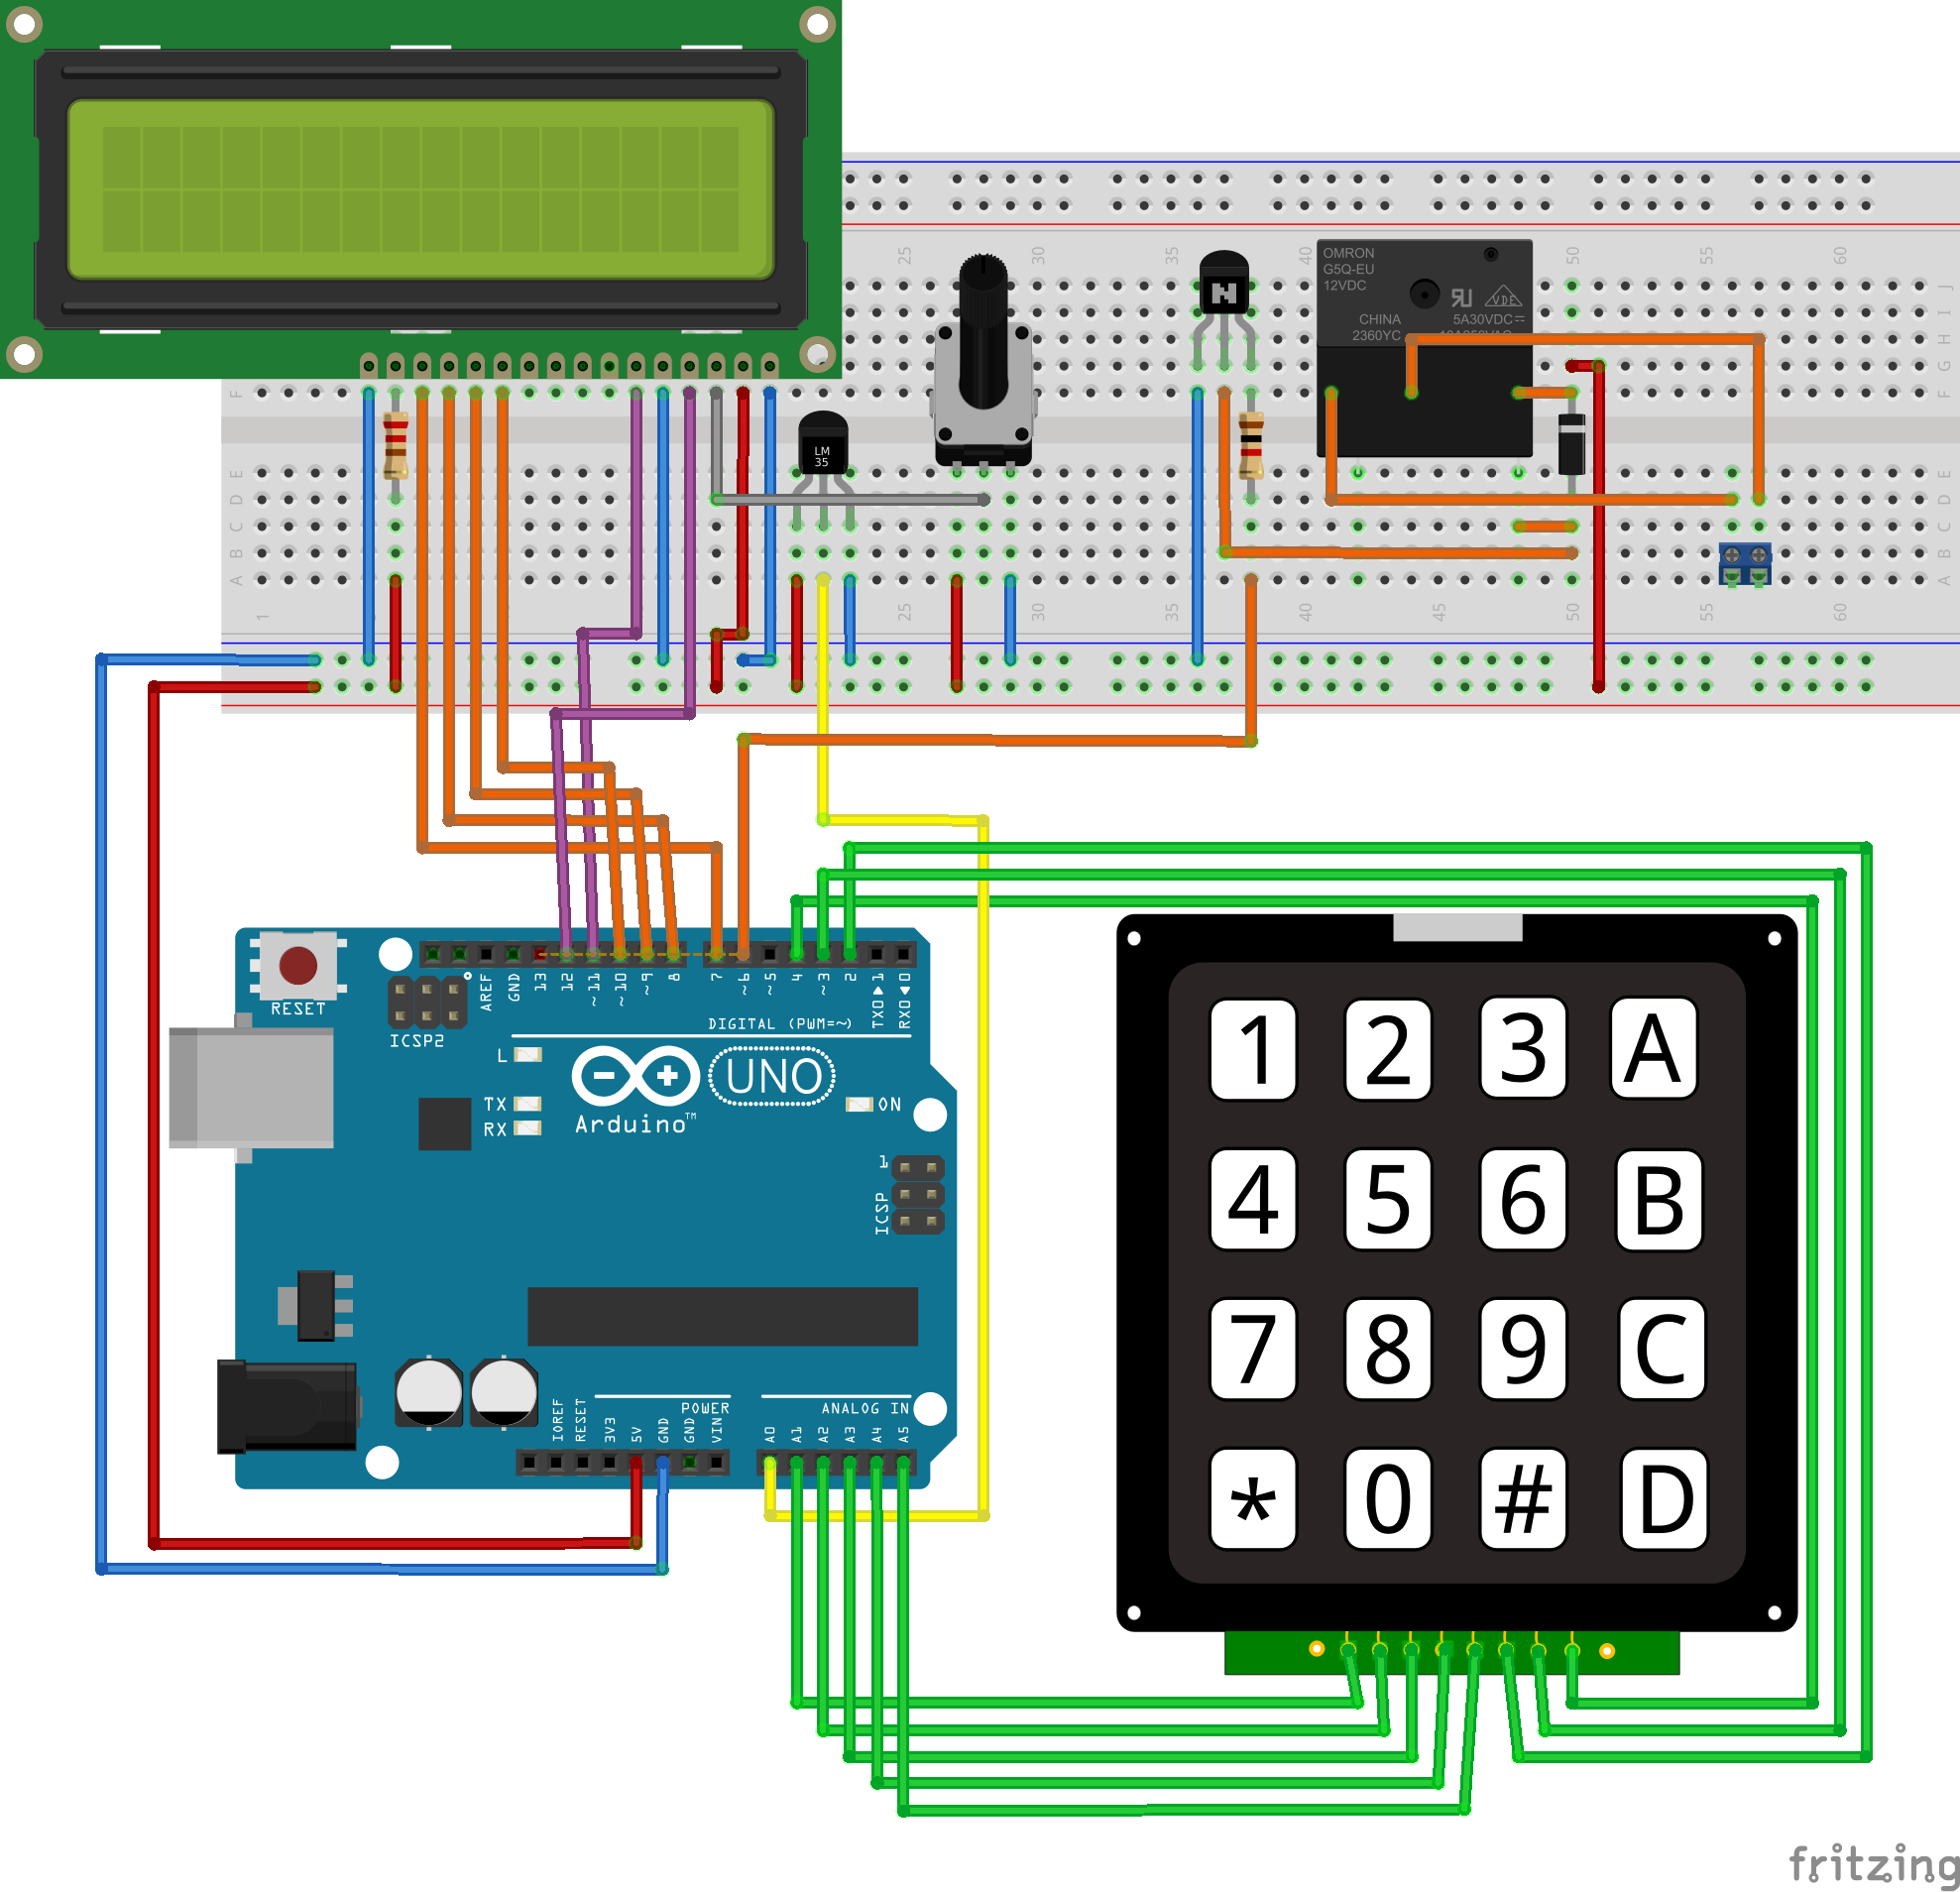 OMRON
G5Q-EU
12VDC
VDE
CHINA
5A30VDC
2360YC
25
30
35
40
50
55
60
J
I
H
G
F
F
N
LM
35
E
D
C
B
A
E
D
C
B
A
1
25
30
35
40
45
50
55
60
RESET
ICSP2
AREF
GND
13
12
~11
~10
~9
8
7
~6
~5
4
~3
2
TX0▶1
RX0◀0
DIGITAL (PWM=~)
L
UNO
TX
RX
ON
Arduino™
1
ICSP
POWER
ANALOG IN
IOREF
RESET
3V3
5V
GND
GND
VIN
A0
A1
A2
A3
A4
A5
1 2 3 A
4 5 6 B
7 8 9 C
* 0 # D
fritzing